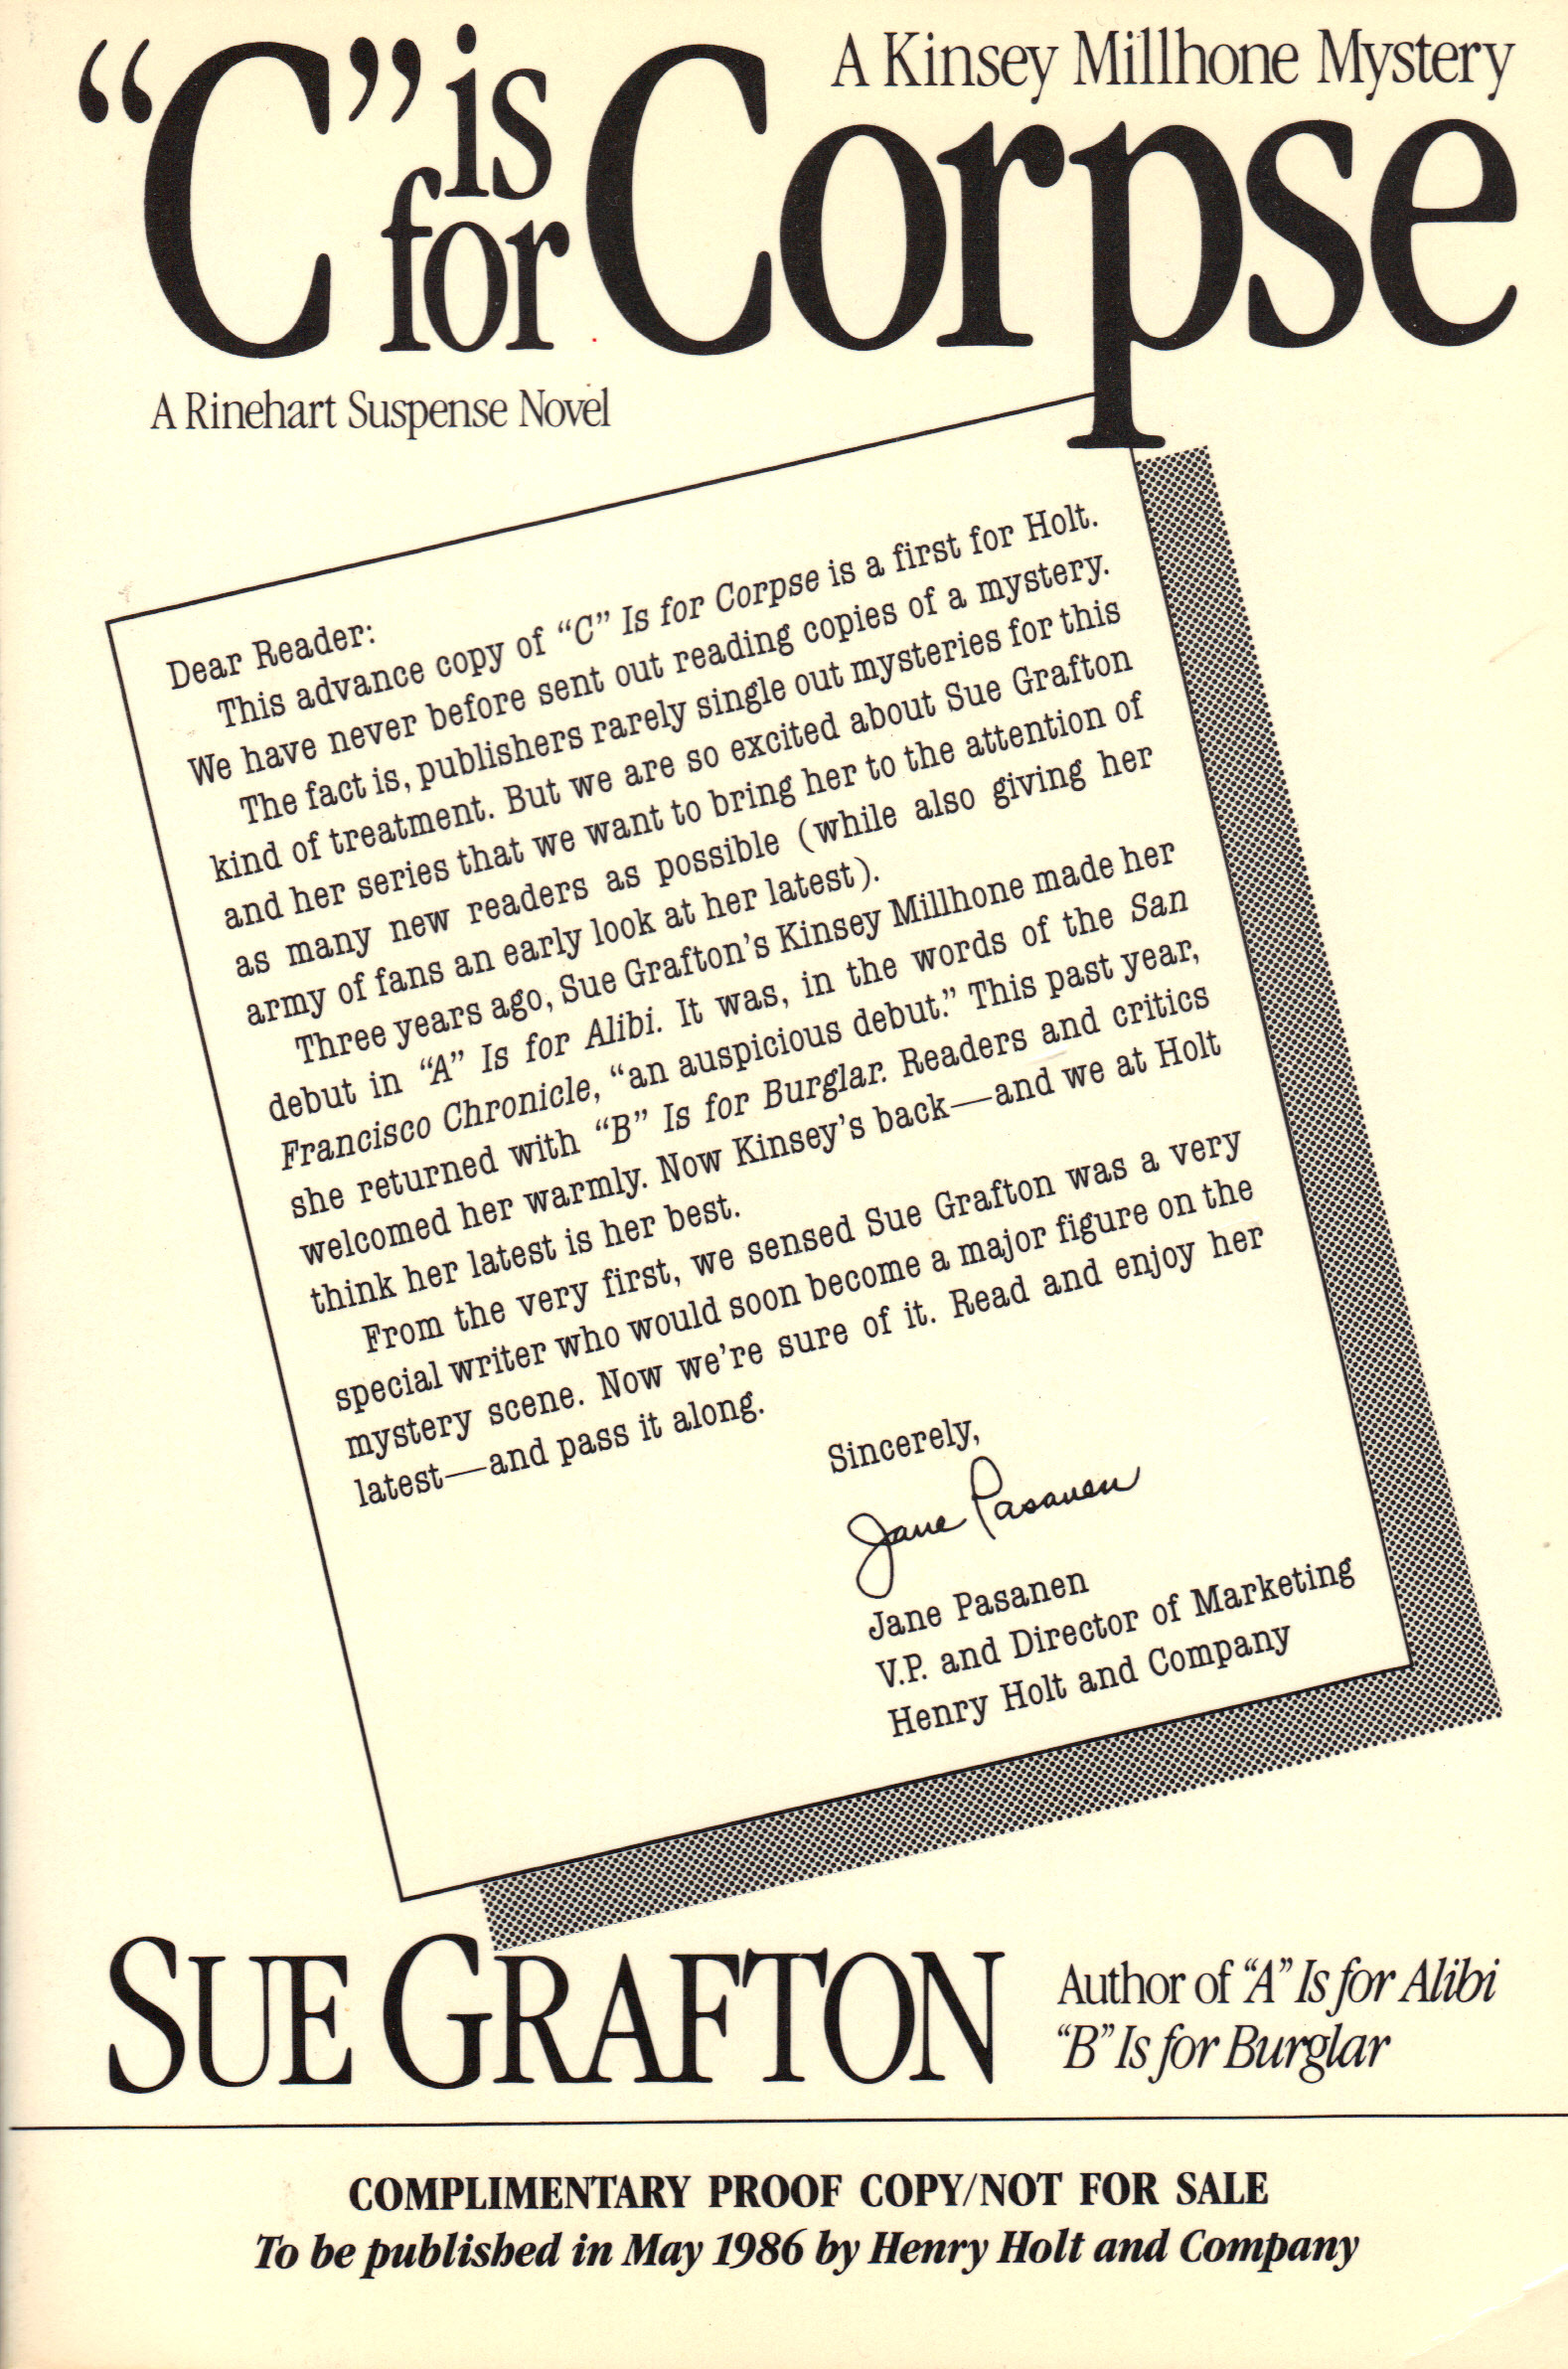 A Kinsey Millhone Mystery
“C” is for Corpse
A Rinehart Suspense Novel
Dear Reader:
This advance copy of “C” Is for Corpse is a first for Holt.
We have never before sent out reading copies of a mystery.
The fact is, publishers rarely single out mysteries for this
kind of treatment. But we are so excited about Sue Grafton
and her series that we want to bring her to the attention of
as many new readers as possible (while also giving her
army of fans an early look at her latest).
Three years ago, Sue Grafton’s Kinsey Millhone made her
debut in “A” Is for Alibi. It was, in the words of the San
Francisco Chronicle, “an auspicious debut.” This past year,
she returned with “B” Is for Burglar. Readers and critics
welcomed her warmly. Now Kinsey’s back—and we at Holt
think her latest is her best.
From the very first, we sensed Sue Grafton was a very
special writer who would soon become a major figure on the
mystery scene. Now we’re sure of it. Read and enjoy her
latest—and pass it along.
Sincerely,
Jane Pasanen
Jane Pasanen
V.P. and Director of Marketing
Henry Holt and Company
SUE GRAFTON
Author of “A” Is for Alibi
“B” Is for Burglar
COMPLIMENTARY PROOF COPY/NOT FOR SALE
To be published in May 1986 by Henry Holt and Company